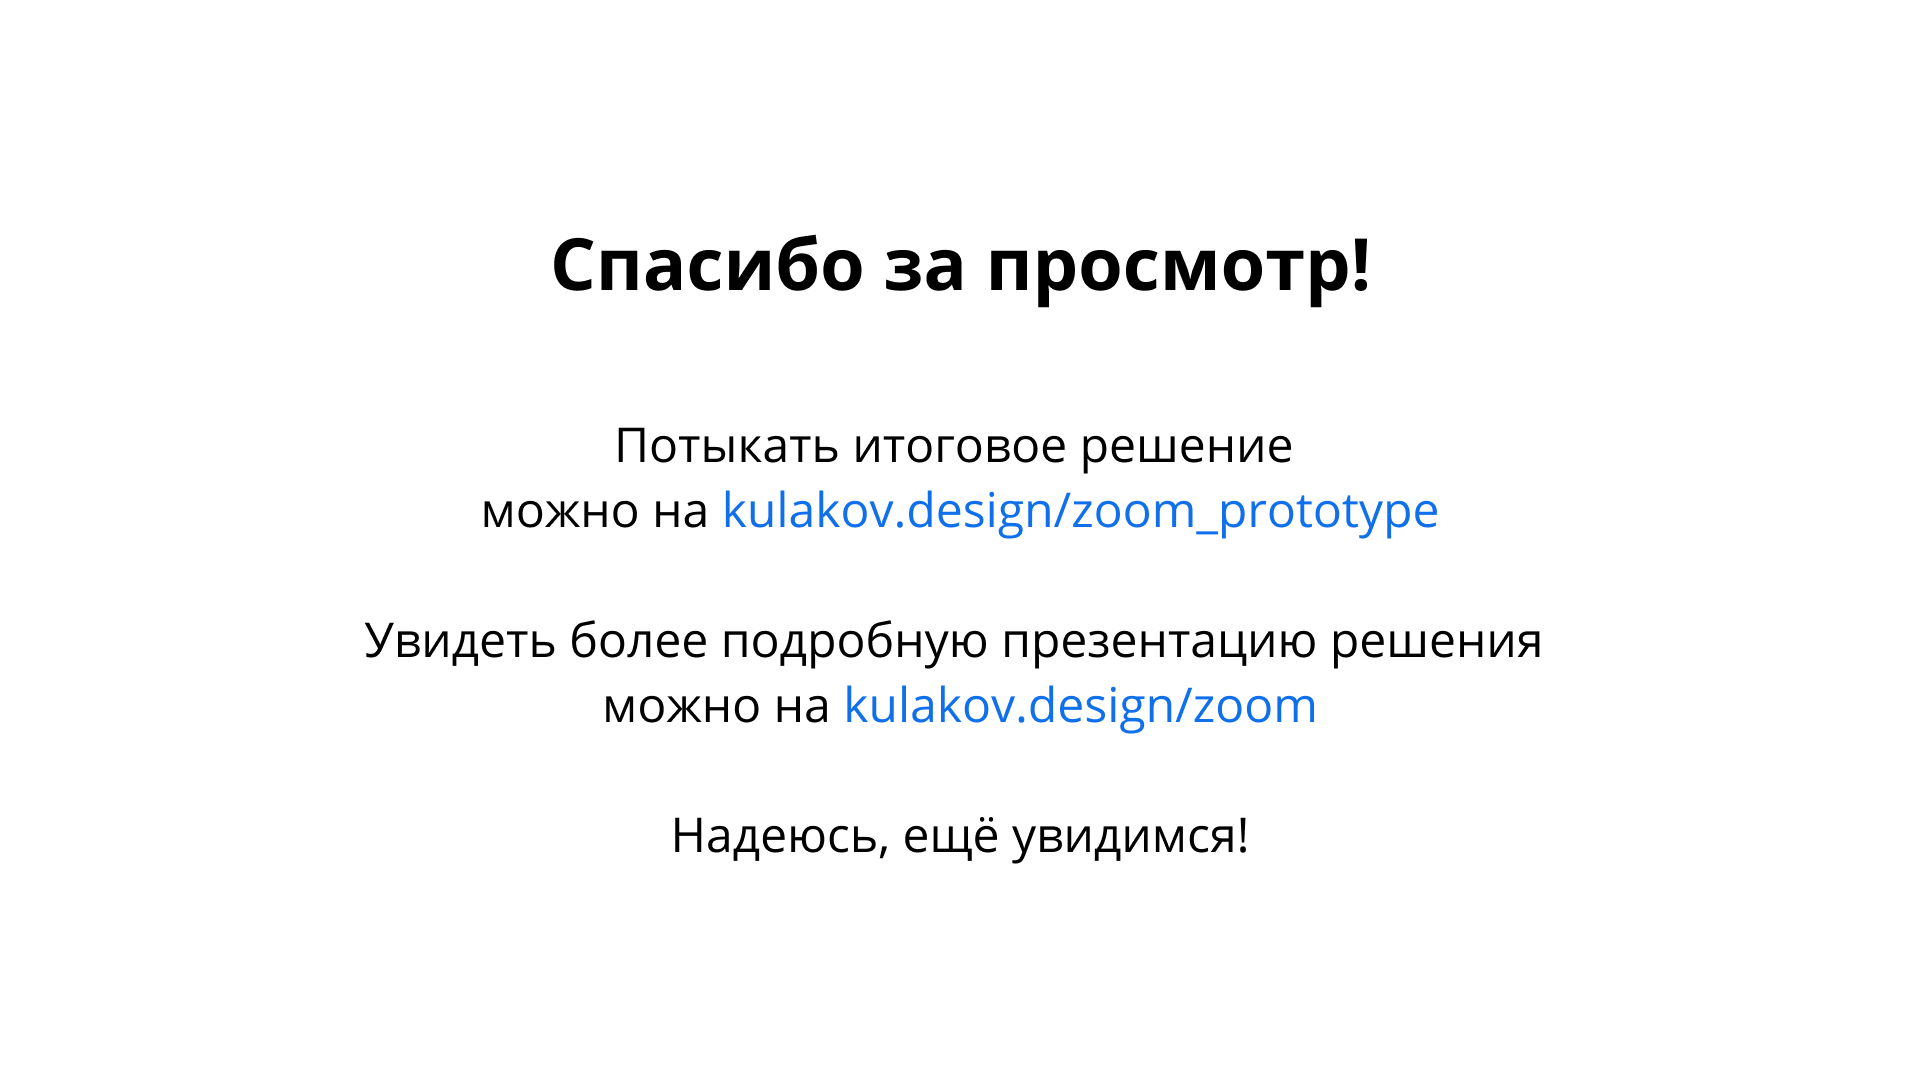 Спасибо за просмотр!
Потыкать итоговое решение
можно на kulakov.design/zoom_prototype
Увидеть более подробную презентацию решения
можно на kulakov.design/zoom
Надеюсь, ещё увидимся!